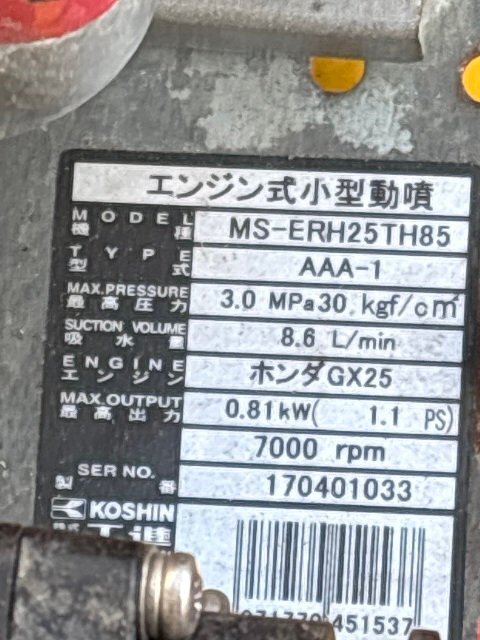 エンジン式小型動噴
MODEL MS-ERH25TH85
機種
TYPE AAA-1
型式
MAX.PRESSURE 3.0 MPa 30 kgf/c㎡
最高圧力
SUCTION VOLUME 8.6 L/min
吸水量
ENGINE ホンダGX25
エンジン
MAX.OUTPUT 0.81kW( 1.1 PS)
最高出力
7000 rpm
SER NO. 170401033
製番
KOSHIN
451537